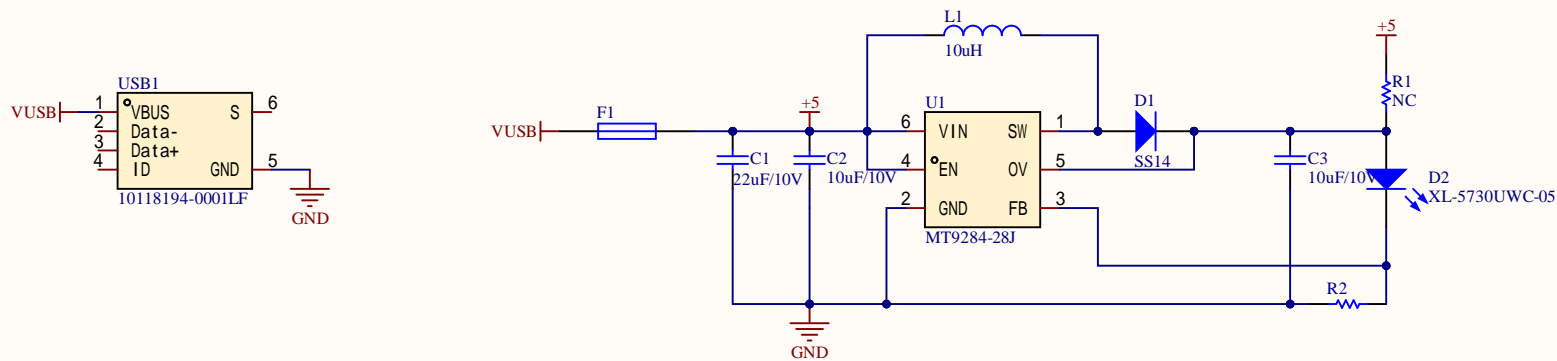 USB1
VUSB
1
VBUS
S
6
2
Data-
3
Data+
4
ID
GND
5
10118194-0001LF
GND
L1
10uH
+5
R1
NC
F1
+5
U1
D1
VUSB
6
VIN
SW
1
SS14
C1
22uF/10V
C2
10uF/10V
4
EN
OV
5
C3
10uF/10V
D2
XL-5730UWC-05
2
GND
FB
3
MT9284-28J
R2
GND